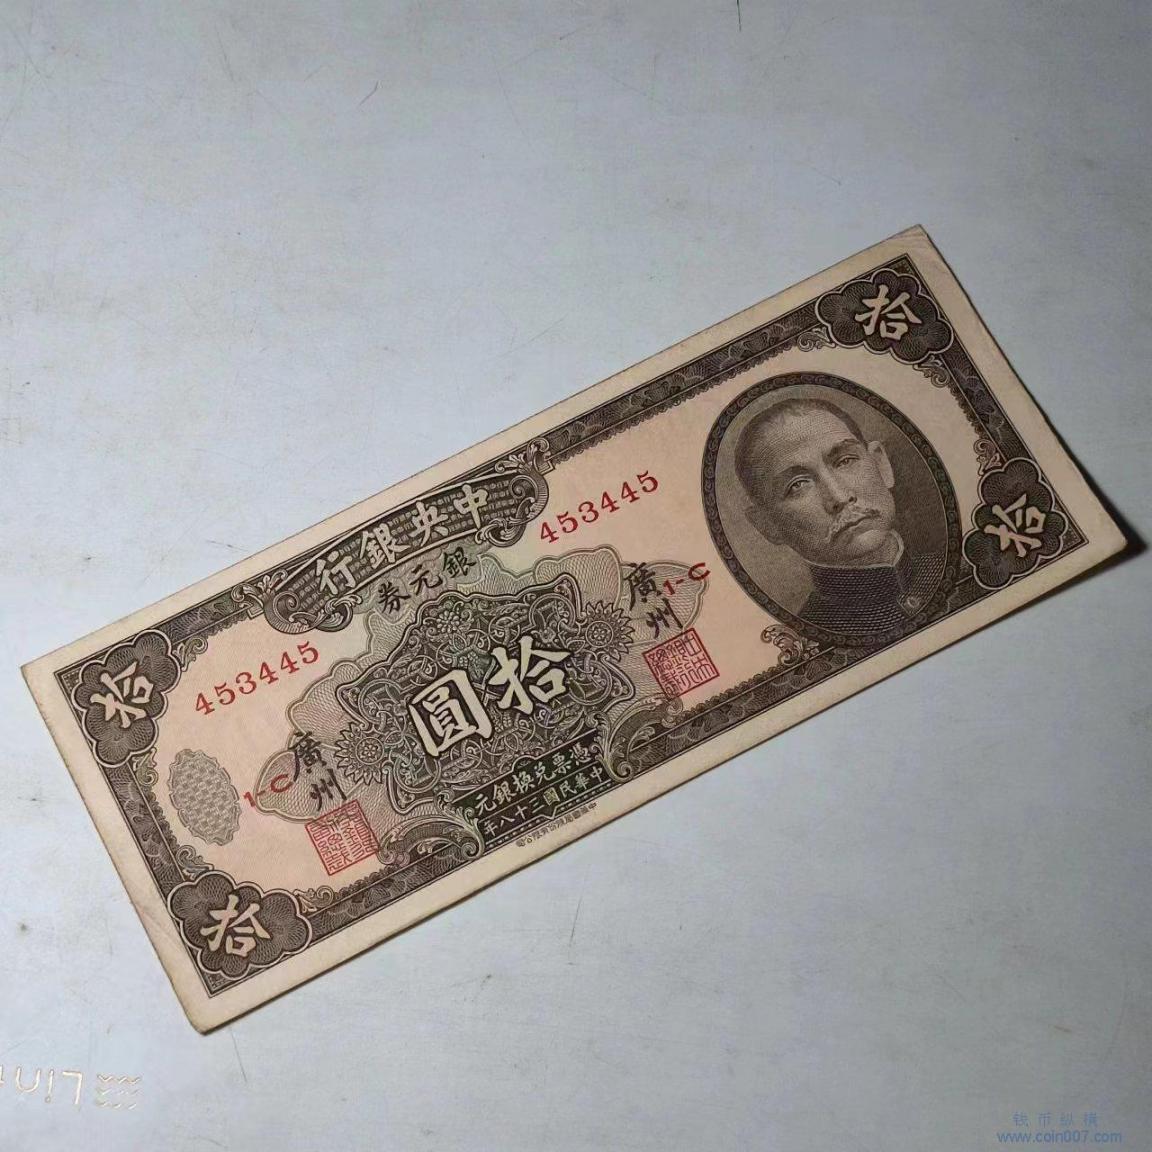 中央銀行
銀元券
453445
453445
拾
拾
拾
拾
拾圓
廣州
1-C
廣州
1-C
憑票兌換銀元
中華民國三十八年
钱币纵横
www.coin007.com